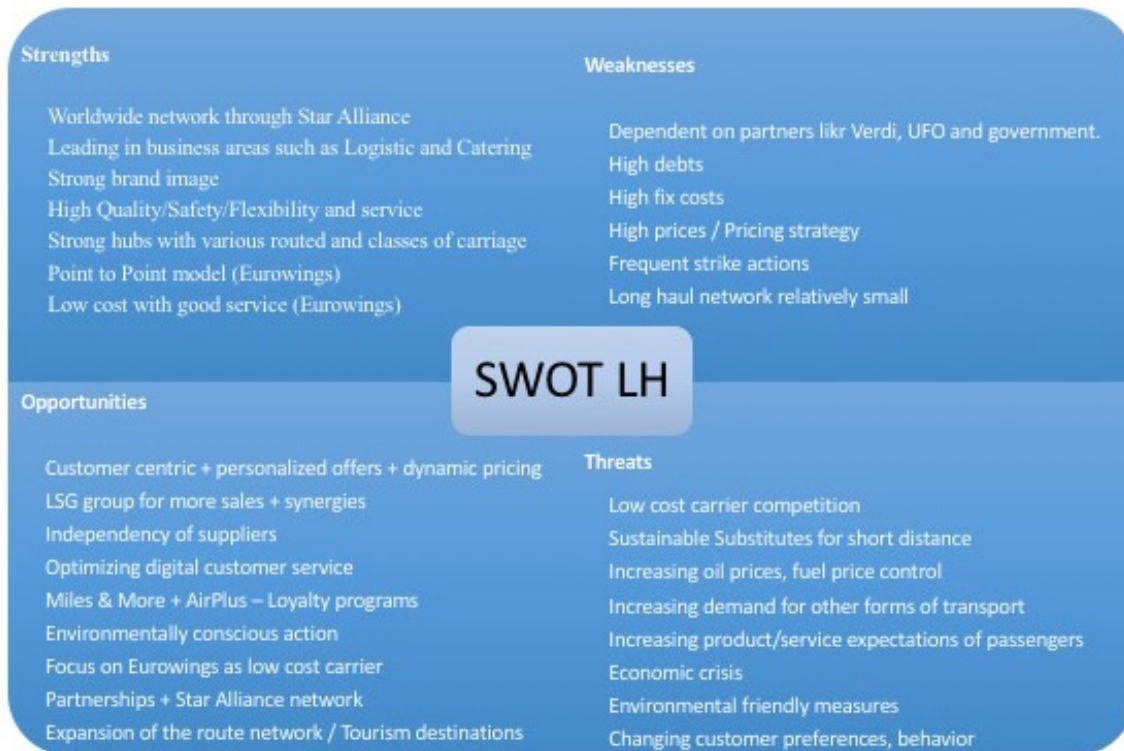 Strengths
Worldwide network through Star Alliance
Leading in business areas such as Logistic and Catering
Strong brand image
High Quality/Safety/Flexibility and service
Strong hubs with various routed and classes of carriage
Point to Point model (Eurowings)
Low cost with good service (Eurowings)
Weaknesses
Dependent on partners likr Verdi, UFO and government.
High debts
High fix costs
High prices / Pricing strategy
Frequent strike actions
Long haul network relatively small
SWOT LH
Opportunities
Customer centric + personalized offers + dynamic pricing
LSG group for more sales + synergies
Independency of suppliers
Optimizing digital customer service
Miles & More + AirPlus – Loyalty programs
Environmentally conscious action
Focus on Eurowings as low cost carrier
Partnerships + Star Alliance network
Expansion of the route network / Tourism destinations
Threats
Low cost carrier competition
Sustainable Substitutes for short distance
Increasing oil prices, fuel price control
Increasing demand for other forms of transport
Increasing product/service expectations of passengers
Economic crisis
Environmental friendly measures
Changing customer preferences, behavior